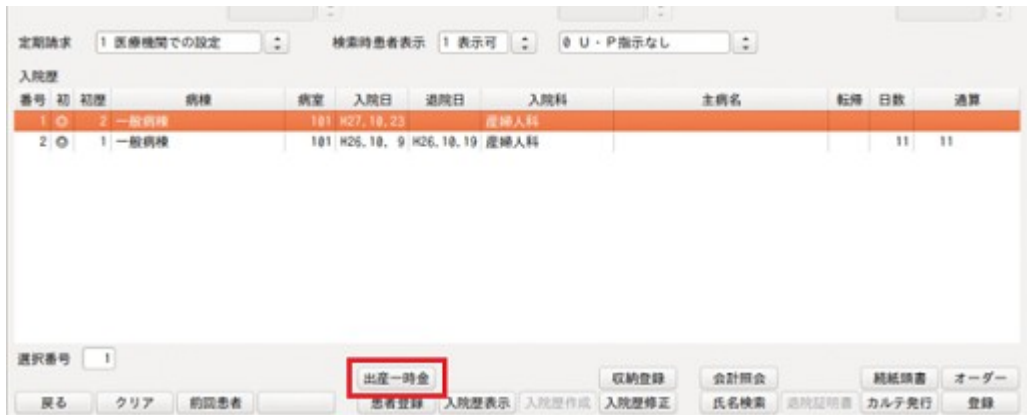 定期請求 1 医療機関での設定 検索時患者表示 1 表示可 0 U・P指示なし
入院歴
番号 初 初歴 病棟 病室 入院日 退院日 入院科 主病名 転帰 日数 通算
1 ◎ 2 一般病棟 101 H27.10.23 産婦人科
2 ◎ 1 一般病棟 101 H26.10. 9 H26.10.19 産婦人科 11 11
選択番号 1
出産一時金 収納登録 会計照会 続紙頭書 オーダー
戻る クリア 前回患者 患者登録 入院歴表示 入院歴作成 入院歴修正 氏名検索 退院証明書 カルテ発行 登録